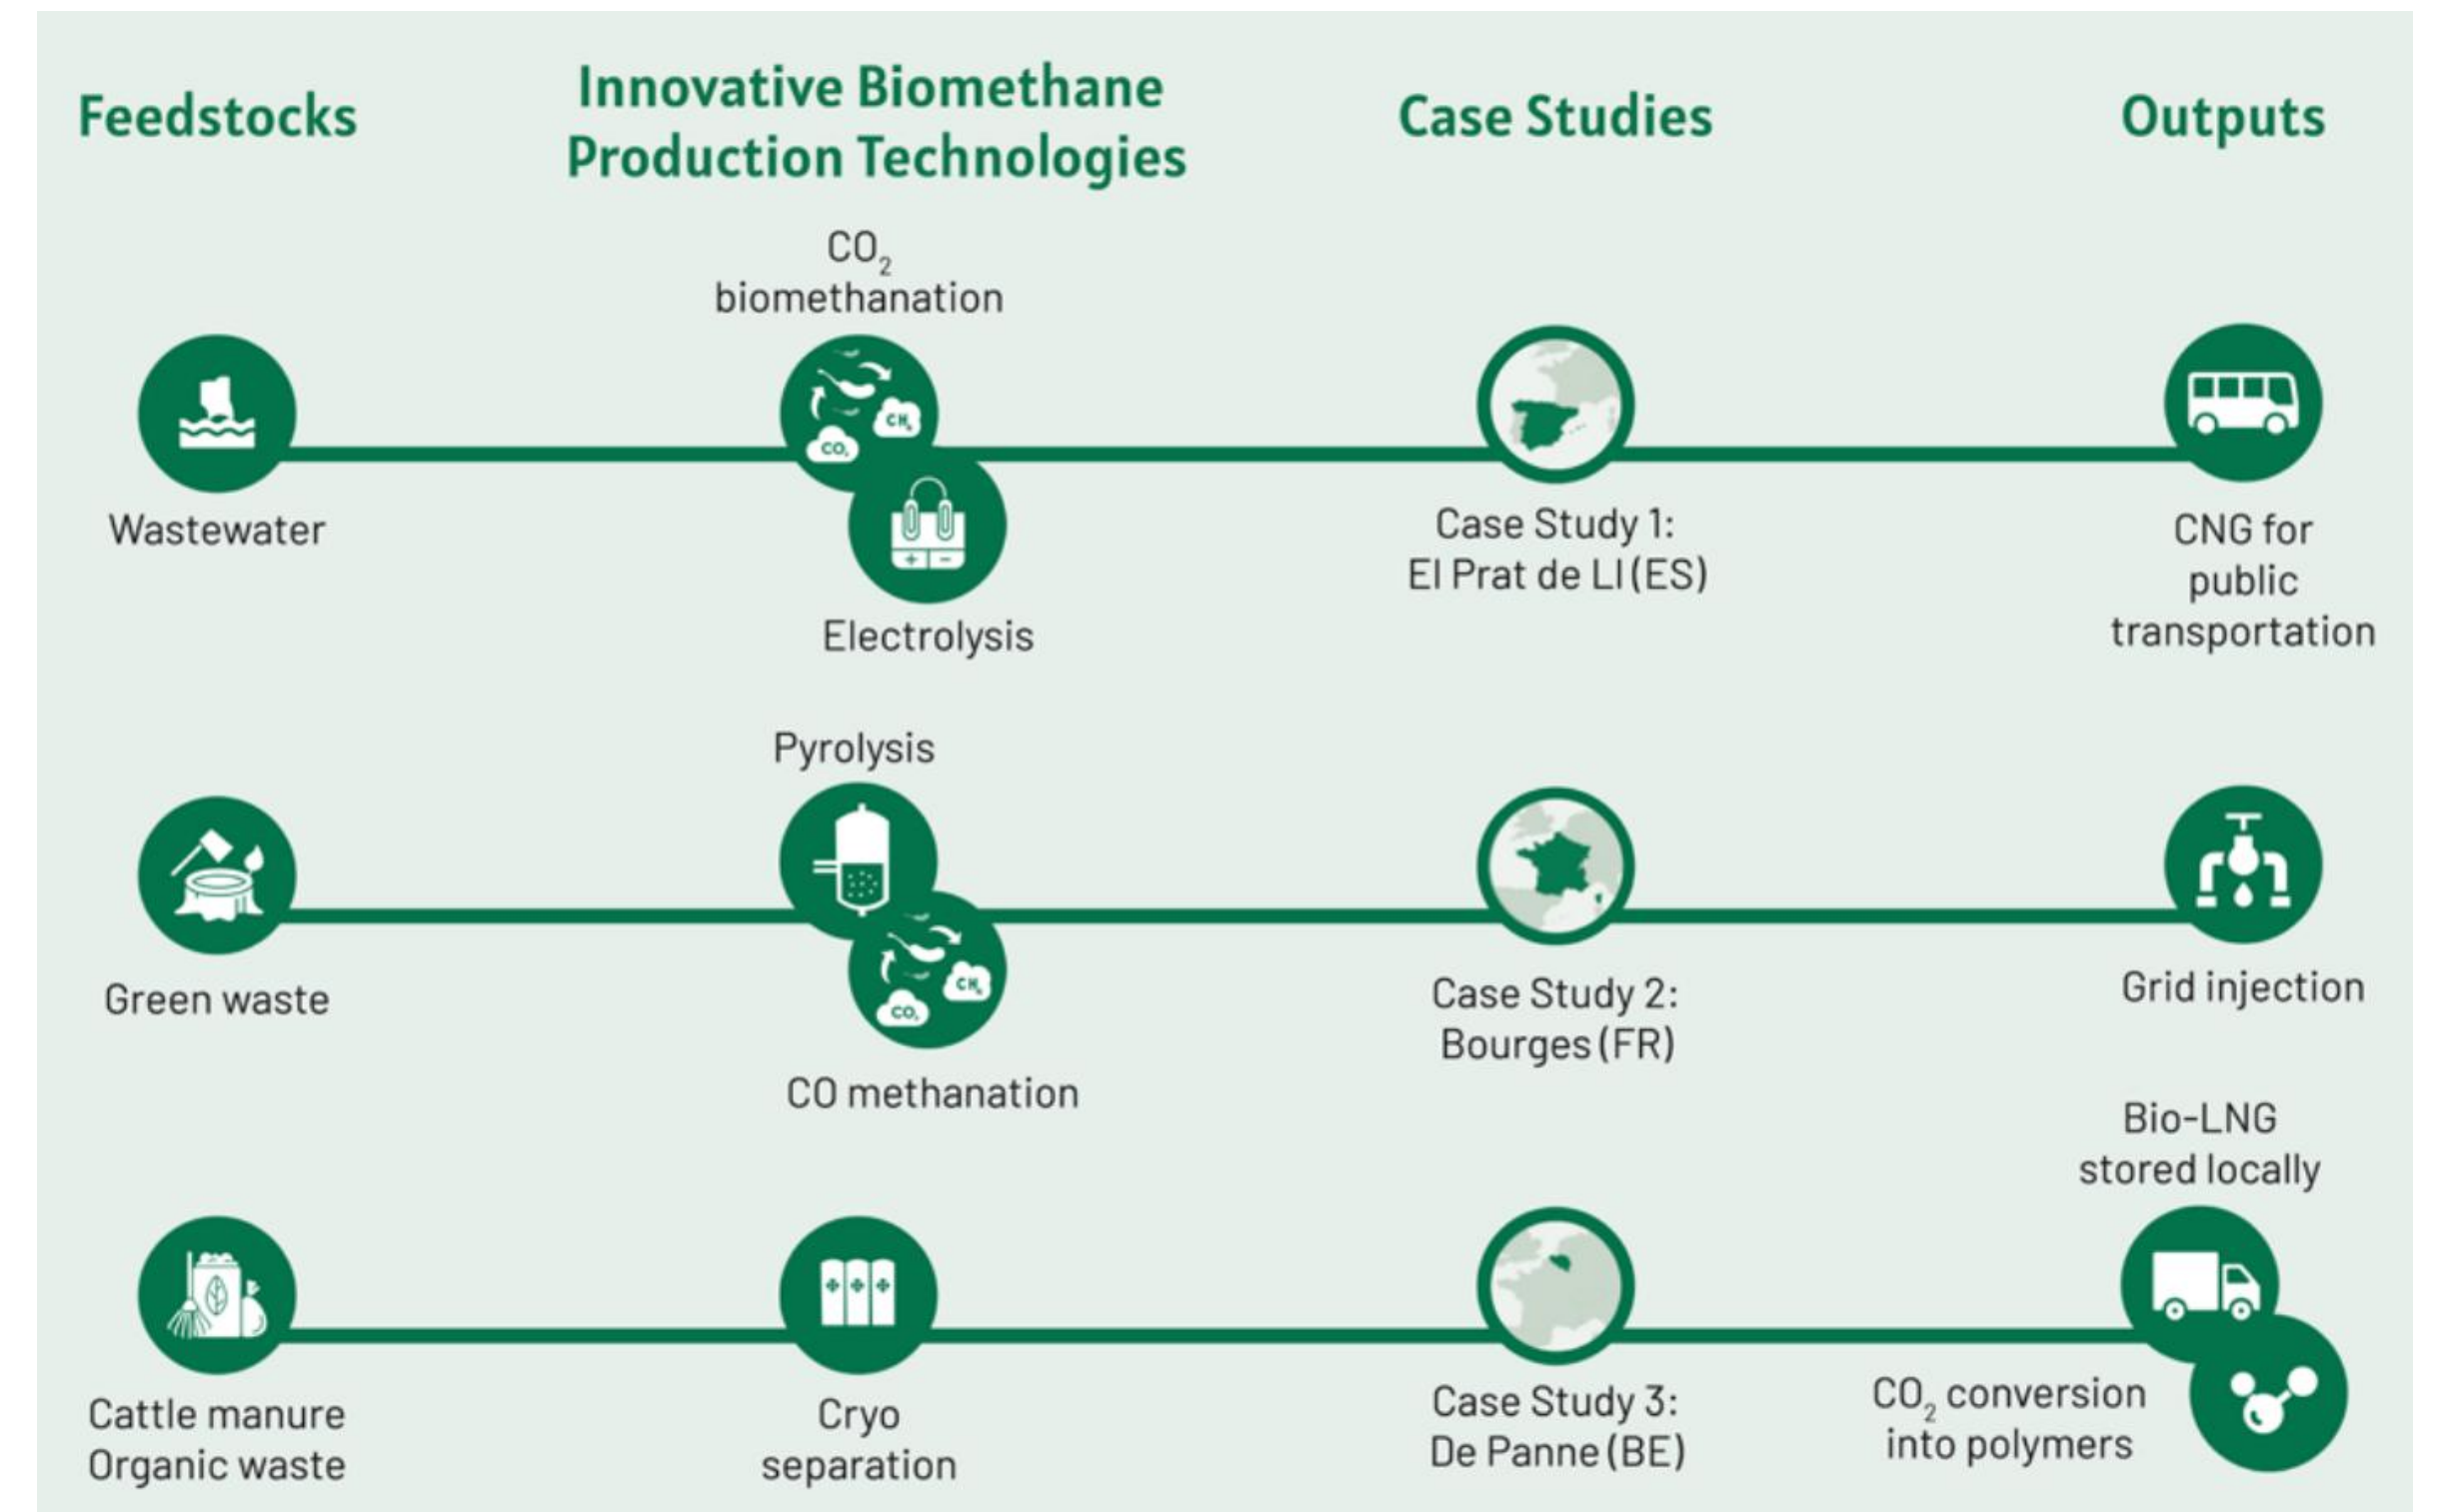 Feedstocks
Innovative Biomethane
Production Technologies
Case Studies
Outputs
CO₂
biomethanation
CH₄
CO₂
Wastewater
Electrolysis
+ −
Case Study 1:
El Prat de Ll (ES)
CNG for
public
transportation
Pyrolysis
CH₄
CO₂
Green waste
CO methanation
Case Study 2:
Bourges (FR)
Grid injection
Bio-LNG
stored locally
Cattle manure
Organic waste
Cryo
separation
Case Study 3:
De Panne (BE)
CO₂ conversion
into polymers